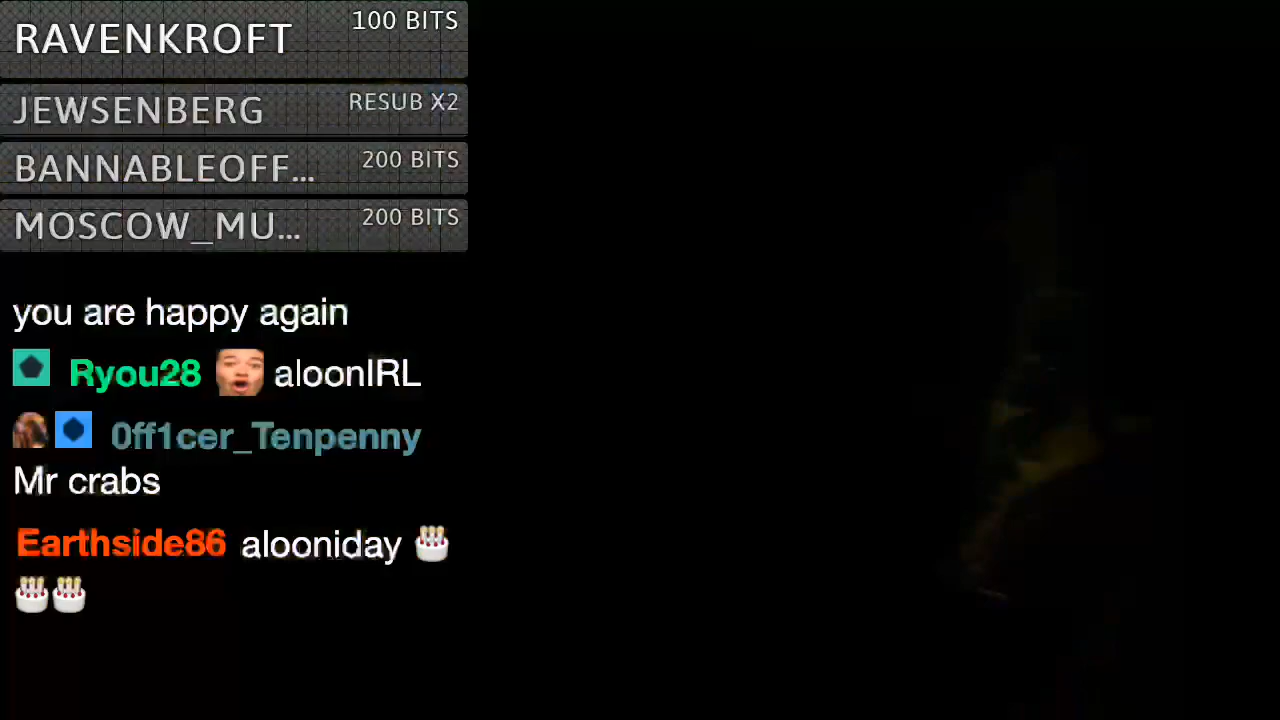 RAVENKROFT 100 BITS
JEWSENBERG RESUB X2
BANNABLEOFF... 200 BITS
MOSCOW_MU... 200 BITS
you are happy again
Ryou28 aloonIRL
0ff1cer_Tenpenny
Mr crabs
Earthside86 alooniday 🎂
🎂🎂